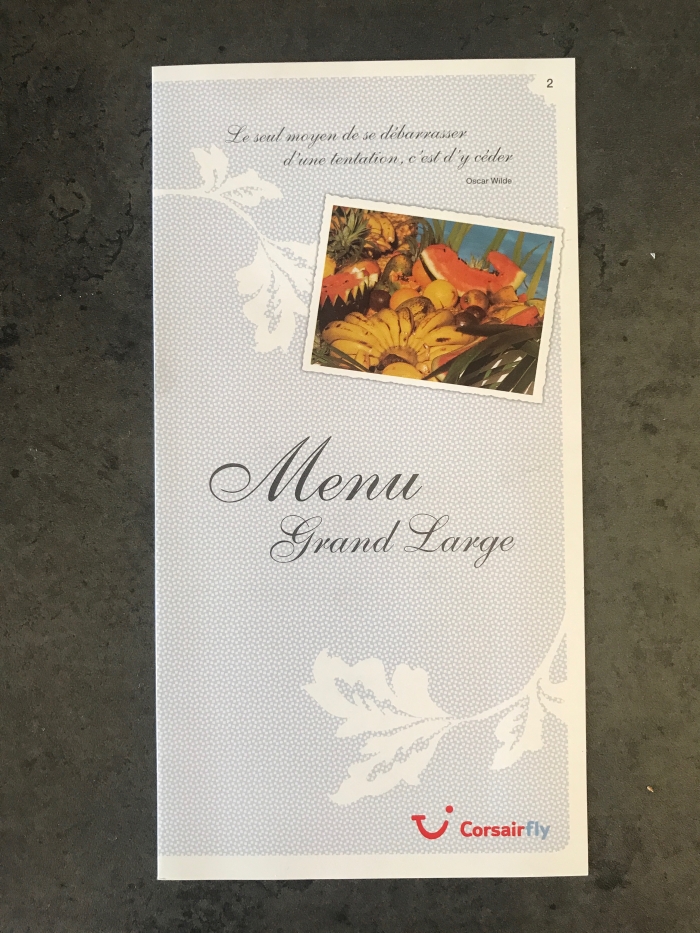 2
Le seul moyen de se débarrasser
d'une tentation, c'est d'y céder
Oscar Wilde
Menu
Grand Large
Corsairfly